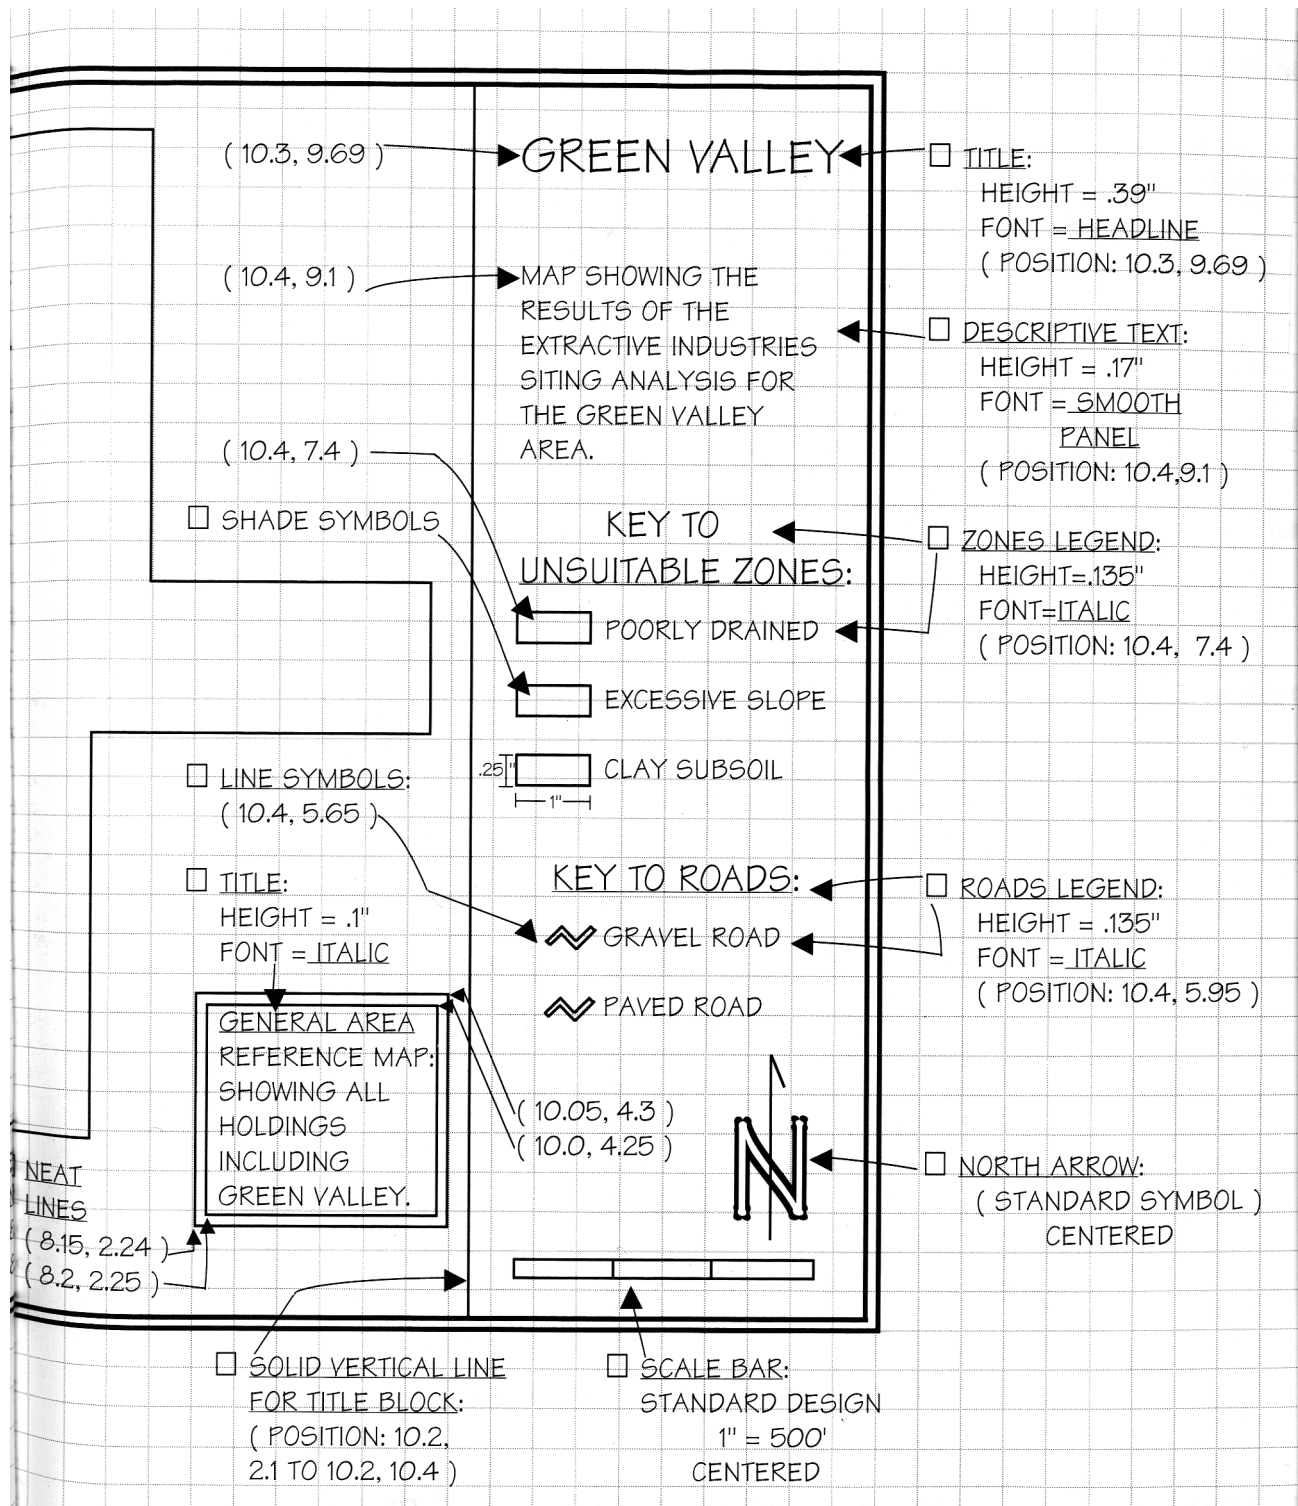 ( 10.3, 9.69 )
GREEN VALLEY
TITLE:
HEIGHT = .39"
FONT = HEADLINE
( POSITION: 10.3, 9.69 )
( 10.4, 9.1 )
MAP SHOWING THE
RESULTS OF THE
EXTRACTIVE INDUSTRIES
SITING ANALYSIS FOR
THE GREEN VALLEY
AREA.
DESCRIPTIVE TEXT:
HEIGHT = .17"
FONT = SMOOTH
PANEL
( POSITION: 10.4,9.1 )
( 10.4, 7.4 )
SHADE SYMBOLS
KEY TO
UNSUITABLE ZONES:
POORLY DRAINED
EXCESSIVE SLOPE
CLAY SUBSOIL
.25"
1"
ZONES LEGEND:
HEIGHT=.135"
FONT=ITALIC
( POSITION: 10.4, 7.4 )
LINE SYMBOLS:
( 10.4, 5.65 )
KEY TO ROADS:
GRAVEL ROAD
PAVED ROAD
ROADS LEGEND:
HEIGHT = .135"
FONT = ITALIC
( POSITION: 10.4, 5.95 )
TITLE:
HEIGHT = .1"
FONT = ITALIC
GENERAL AREA
REFERENCE MAP:
SHOWING ALL
HOLDINGS
INCLUDING
GREEN VALLEY.
( 10.05, 4.3 )
( 10.0, 4.25 )
N
NORTH ARROW:
( STANDARD SYMBOL )
CENTERED
NEAT
LINES
( 8.15, 2.24 )
( 8.2, 2.25 )
SOLID VERTICAL LINE
FOR TITLE BLOCK:
( POSITION: 10.2,
2.1 TO 10.2, 10.4 )
SCALE BAR:
STANDARD DESIGN
1" = 500'
CENTERED